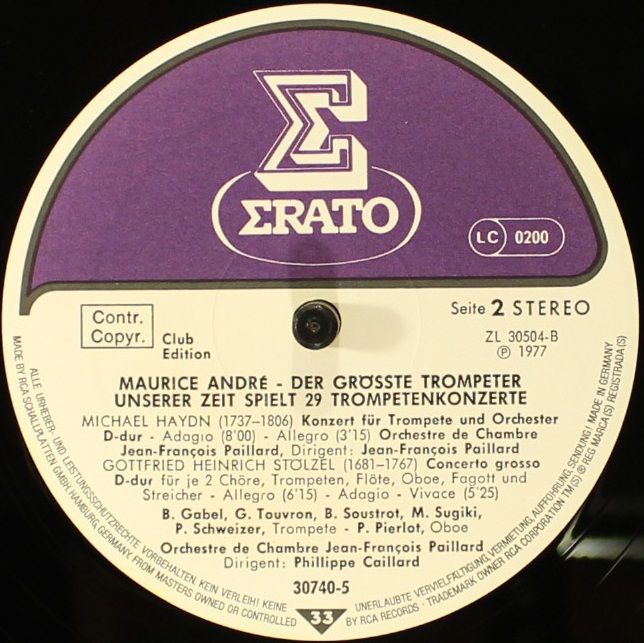 Σ
ΣRATO
LC 0200
Contr.
Copyr.
Club
Edition
Seite 2 STEREO
ZL 30504-B
Ⓟ 1977
MAURICE ANDRÉ - DER GRÖSSTE TROMPETER
UNSERER ZEIT SPIELT 29 TROMPETENKONZERTE
MICHAEL HAYDN (1737-1806) Konzert für Trompete und Orchester
D-dur - Adagio (8'00) - Allegro (3'15) Orchestre de Chambre
Jean-François Paillard, Dirigent: Jean-François Paillard
GOTTFRIED HEINRICH STÖLZEL (1681-1767) Concerto grosso
D-dur für je 2 Chöre, Trompeten, Flöte, Oboe, Fagott und
Streicher - Allegro (6'15) - Adagio - Vivace (5'25)
B. Gabel, G. Touvron, B. Soustrot, M. Sugiki,
P. Schweizer, Trompete - P. Pierlot, Oboe
Orchestre de Chambre Jean-François Paillard
Dirigent: Phillippe Caillard
30740-5
33
ALLE URHEBER- UND LEISTUNGSSCHUTZRECHTE VORBEHALTEN KEIN VERLEIH! KEINE UNERLAUBTE VERVIELFÄLTIGUNG, VERMIETUNG, AUFFÜHRUNG, SENDUNG! MADE IN GERMANY
MADE BY RCA SCHALLPLATTEN GMBH, HAMBURG, GERMANY, FROM MASTERS OWNED OR CONTROLLED BY RCA RECORDS · TRADEMARK OWNER RCA CORPORATION TM(S) ® REG MARCA(S) REGISTRADA(S)